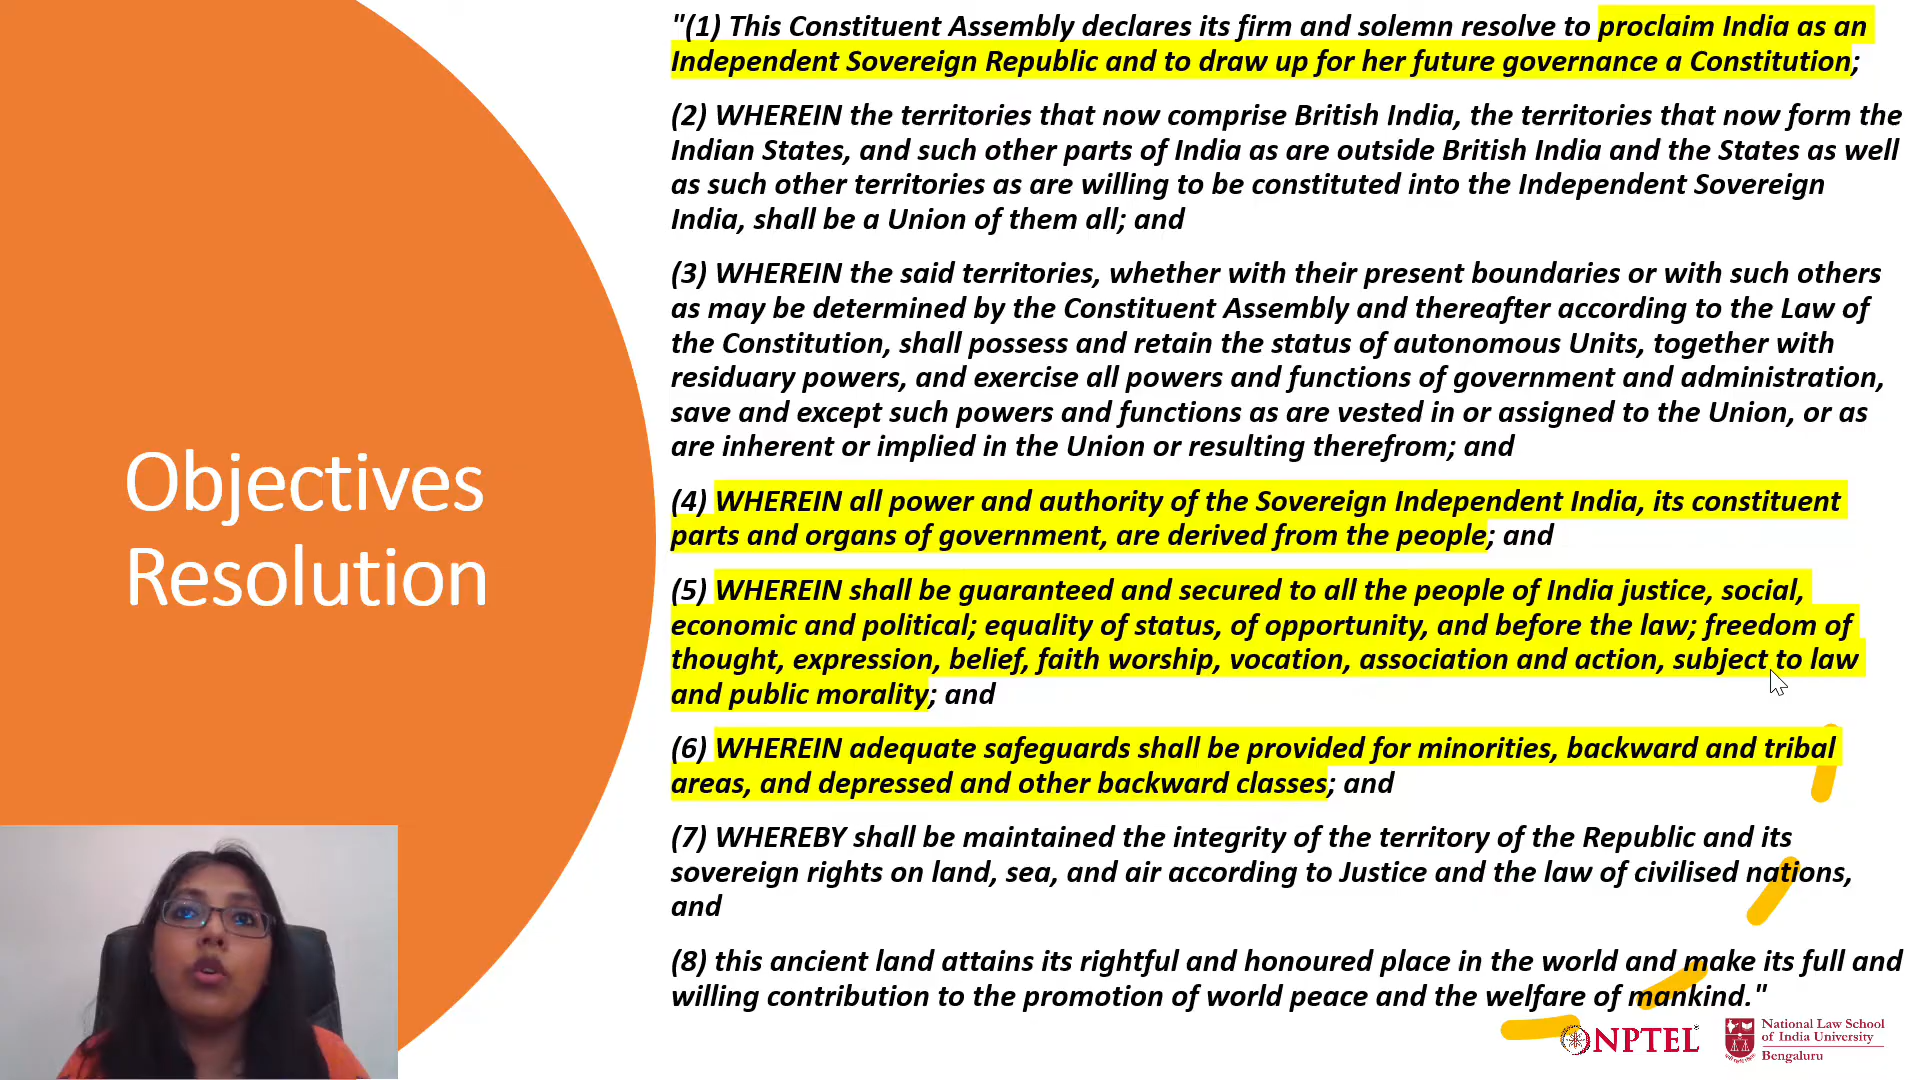 Objectives
Resolution
"(1) This Constituent Assembly declares its firm and solemn resolve to proclaim India as an
Independent Sovereign Republic and to draw up for her future governance a Constitution;
(2) WHEREIN the territories that now comprise British India, the territories that now form the
Indian States, and such other parts of India as are outside British India and the States as well
as such other territories as are willing to be constituted into the Independent Sovereign
India, shall be a Union of them all; and
(3) WHEREIN the said territories, whether with their present boundaries or with such others
as may be determined by the Constituent Assembly and thereafter according to the Law of
the Constitution, shall possess and retain the status of autonomous Units, together with
residuary powers, and exercise all powers and functions of government and administration,
save and except such powers and functions as are vested in or assigned to the Union, or as
are inherent or implied in the Union or resulting therefrom; and
(4) WHEREIN all power and authority of the Sovereign Independent India, its constituent
parts and organs of government, are derived from the people; and
(5) WHEREIN shall be guaranteed and secured to all the people of India justice, social,
economic and political; equality of status, of opportunity, and before the law; freedom of
thought, expression, belief, faith worship, vocation, association and action, subject to law
and public morality; and
(6) WHEREIN adequate safeguards shall be provided for minorities, backward and tribal
areas, and depressed and other backward classes; and
(7) WHEREBY shall be maintained the integrity of the territory of the Republic and its
sovereign rights on land, sea, and air according to Justice and the law of civilised nations,
and
(8) this ancient land attains its rightful and honoured place in the world and make its full and
willing contribution to the promotion of world peace and the welfare of mankind."
NPTEL
National Law School
of India University
Bengaluru